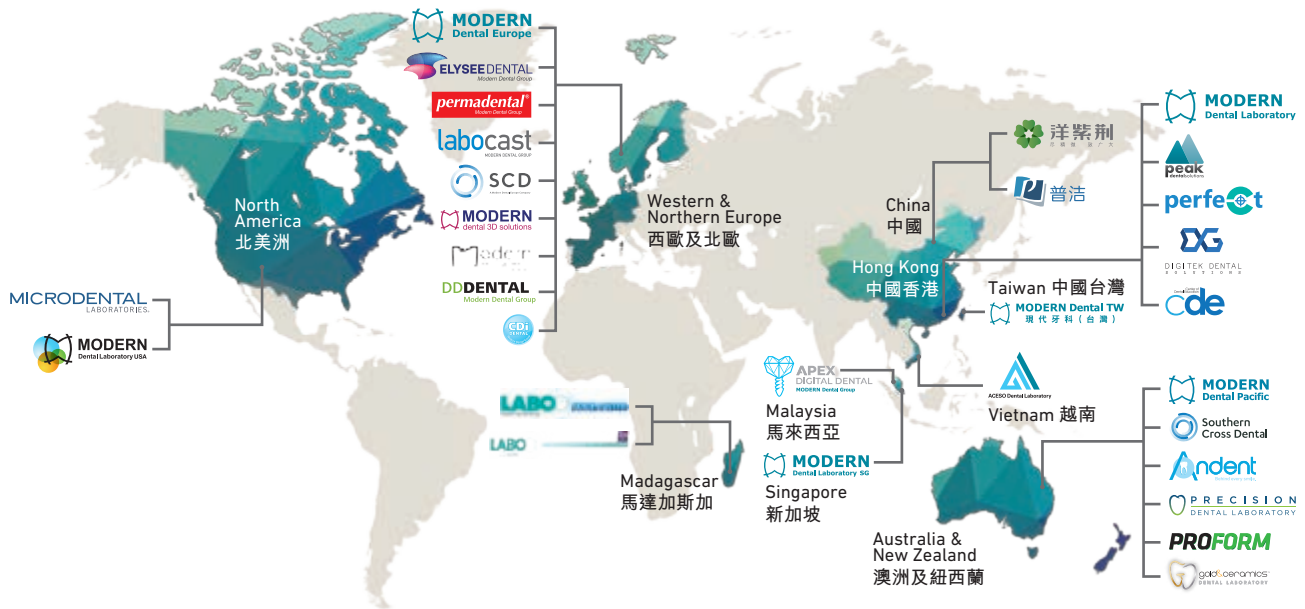 MODERN
Dental Europe
ELYSEEDENTAL
Modern Dental Group
permadental®
Modern Dental Group
labocast
MODERN DENTAL GROUP
SCD
MODERN
dental 3D solutions
DDDENTAL
Modern Dental Group
CDi
DENTAL
North
America
北美洲
MICRODENTAL
LABORATORIES.
MODERN
Dental Laboratory USA
Western &
Northern Europe
西歐及北歐
洋紫荆
普洁
China
中國
Hong Kong
中國香港
MODERN
Dental Laboratory
peak
dentalsolutions
perfect
DG
DIGITEK DENTAL
SOLUTIONS
cde
Taiwan 中國台灣
MODERN Dental TW
現代牙科(台灣)
APEX
DIGITAL DENTAL
MODERN Dental Group
Malaysia
馬來西亞
MODERN
Dental Laboratory SG
Singapore
新加坡
ACESO Dental Laboratory
Vietnam 越南
LABO
LABO
Madagascar
馬達加斯加
Australia &
New Zealand
澳洲及紐西蘭
MODERN
Dental Pacific
Southern
Cross Dental
Andent
PRECISION
DENTAL LABORATORY
PROFORM
gold&ceramics
DENTAL LABORATORY